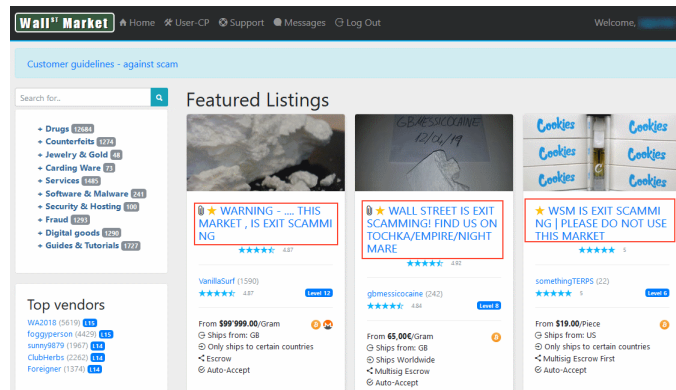 Wall ST Market Home User-CP Support Messages Log Out Welcome,
Customer guidelines - against scam
Search for..
+ Drugs 12684
+ Counterfeits 1274
+ Jewelry & Gold 48
+ Carding Ware 73
+ Services 1485
+ Software & Malware 241
+ Security & Hosting 100
+ Fraud 1293
+ Digital goods 1290
+ Guides & Tutorials 1727
Top vendors
WA2018 (5619) L15
foggyperson (4429) L15
sunny9879 (1967) L14
ClubHerbs (2262) L14
Foreigner (1374) L14
Featured Listings
WARNING - .... THIS
MARKET , IS EXIT SCAMMI
NG
4.87
VanillaSurf (1590)
4.87 Level 12
From $99'999.00/Gram
Ships from: GB
Only ships to certain countries
Escrow
Auto-Accept
GBMESSICOCAINE
12/04/19
WALL STREET IS EXIT
SCAMMING! FIND US ON
TOCHKA/EMPIRE/NIGHT
MARE
4.92
gbmessicocaine (242)
4.84 Level 8
From 65,00€/Gram
Ships from: GB
Ships Worldwide
Multisig Escrow
Auto-Accept
Cookies Cookies
Cookies Cookies
Cookies Cookies
WSM IS EXIT SCAMMI
NG | PLEASE DO NOT USE
THIS MARKET
5
somethingTERPS (22)
5 Level 6
From $19.00/Piece
Ships from: US
Only ships to certain countries
Multisig Escrow First
Auto-Accept